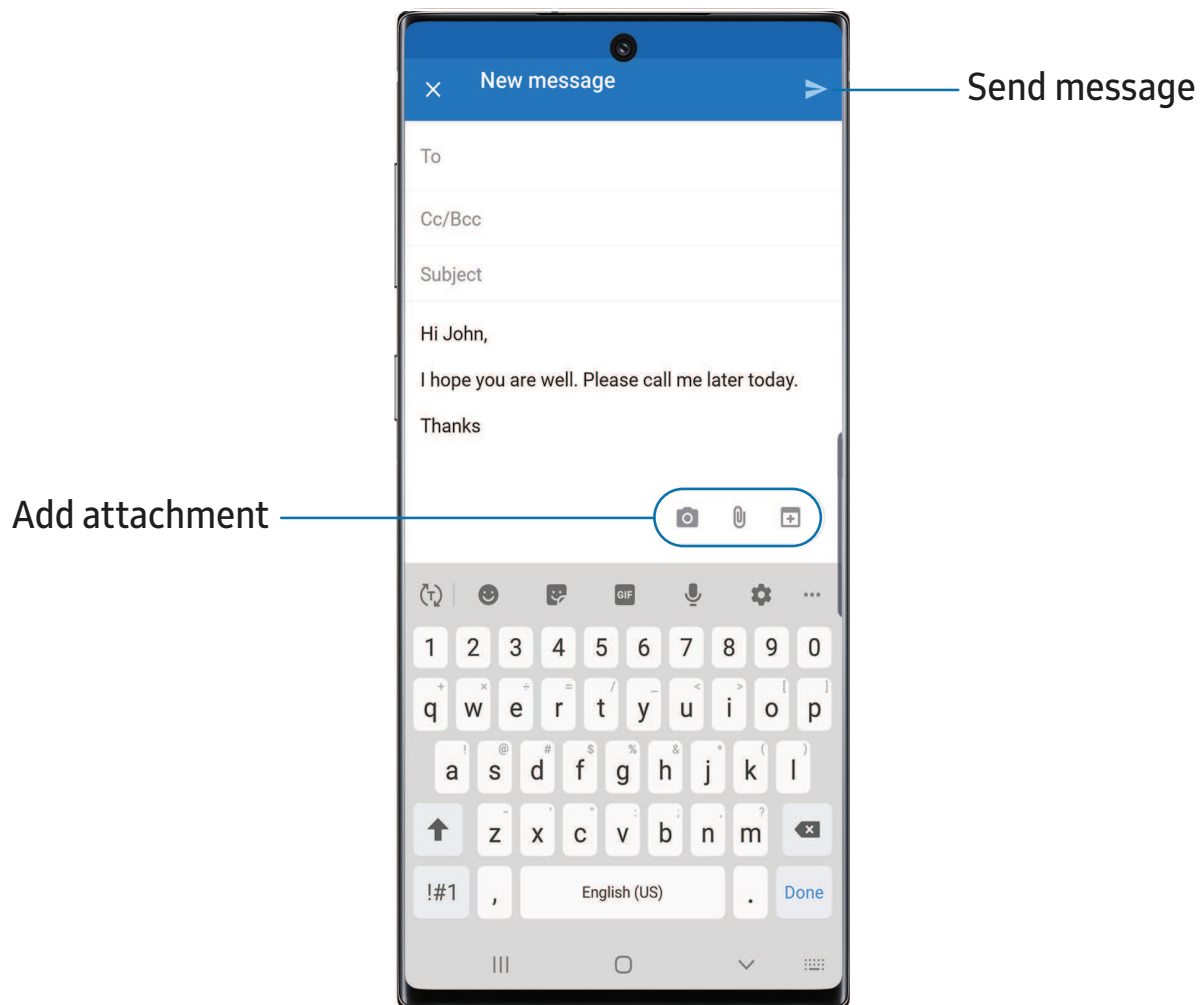 New message
Send message
To
Cc/Bcc
Subject
Hi John,
I hope you are well. Please call me later today.
Thanks
Add attachment
T GIF
1 2 3 4 5 6 7 8 9 0
+ × ÷ = / _ < > [ ]
q w e r t y u i o p
! @ # $ % & * ( )
a s d f g h j k l
z x c v b n m ?
!#1 , English (US) . Done